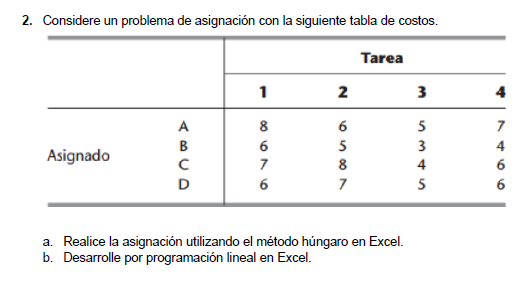 2. Considere un problema de asignación con la siguiente tabla de costos.
Tarea
1 2 3 4
Asignado
A 8 6 5 7
B 6 5 3 4
C 7 8 4 6
D 6 7 5 6
a. Realice la asignación utilizando el método húngaro en Excel.
b. Desarrolle por programación lineal en Excel.